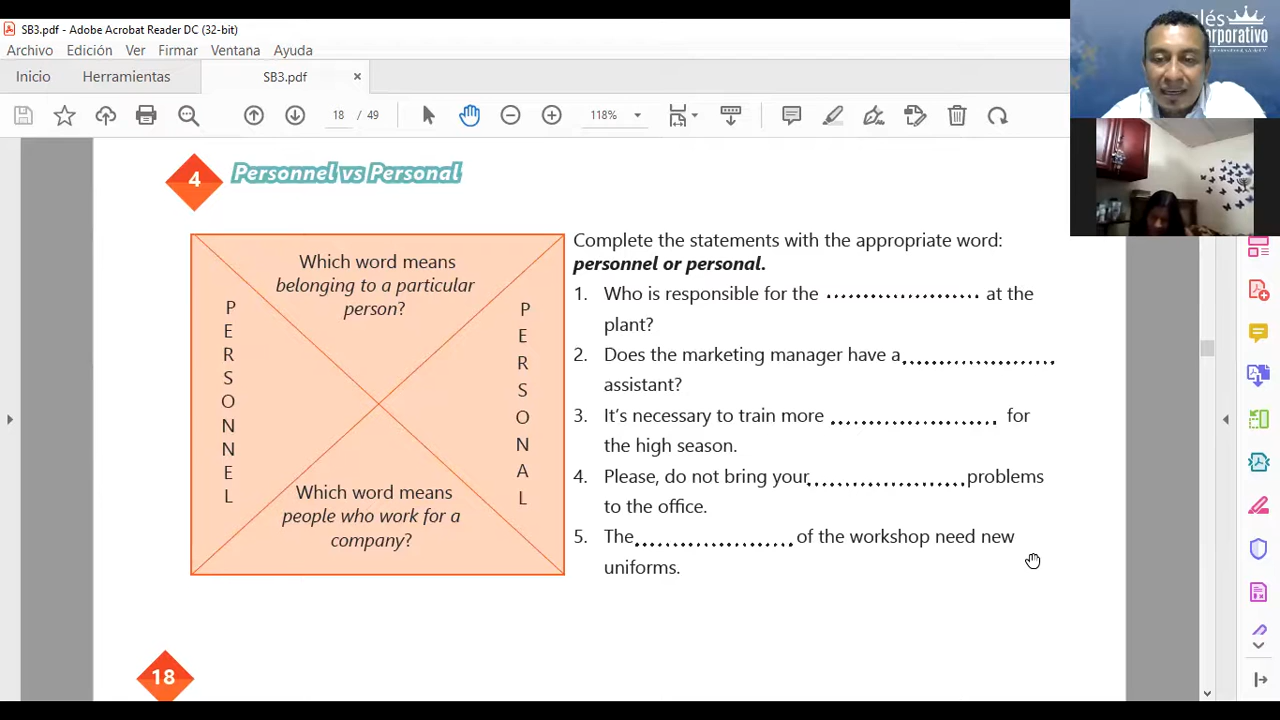 SB3.pdf - Adobe Acrobat Reader DC (32-bit)
Archivo Edición Ver Firmar Ventana Ayuda
Inicio Herramientas SB3.pdf ×
18 / 49 118%
4 Personnel vs Personal
Which word means
belonging to a particular
person?
PERSONNEL
PERSONAL
Which word means
people who work for a
company?
Complete the statements with the appropriate word:
personnel or personal.
1. Who is responsible for the ........................... at the
plant?
2. Does the marketing manager have a...........................
assistant?
3. It's necessary to train more ........................... for
the high season.
4. Please, do not bring your...........................problems
to the office.
5. The...........................of the workshop need new
uniforms.
18